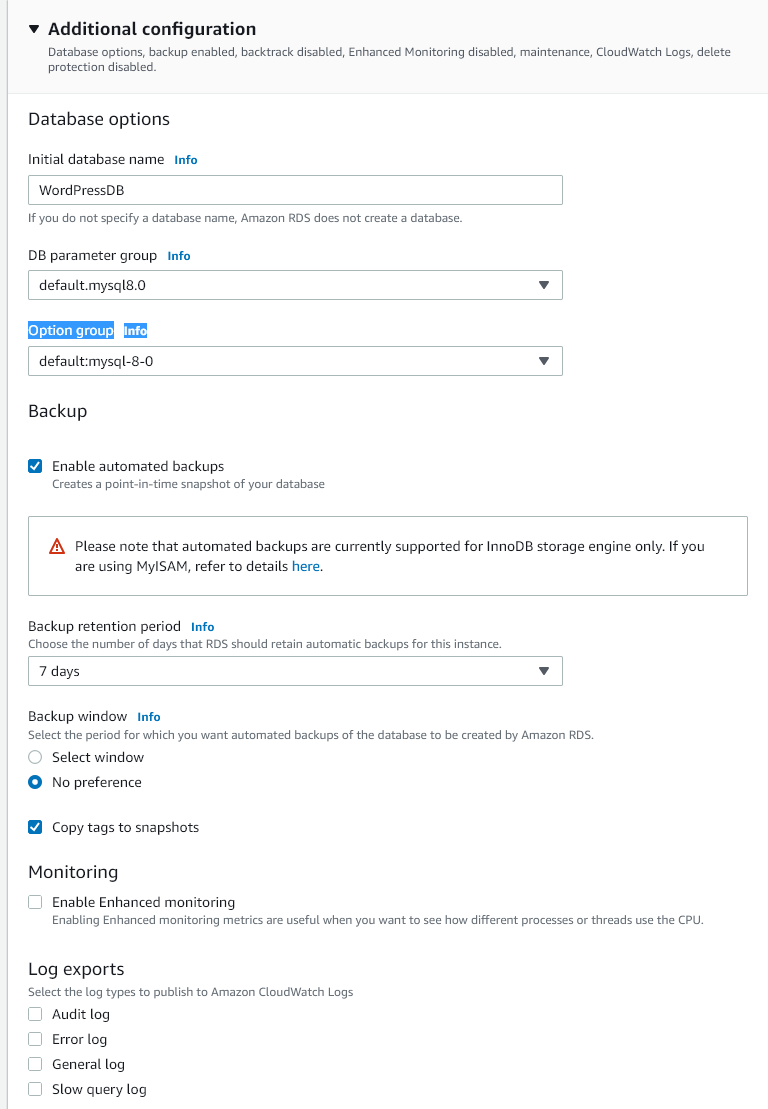 Additional configuration
Database options, backup enabled, backtrack disabled, Enhanced Monitoring disabled, maintenance, CloudWatch Logs, delete
protection disabled.
Database options
Initial database name Info
WordPressDB
If you do not specify a database name, Amazon RDS does not create a database.
DB parameter group Info
default.mysql8.0
Option group Info
default:mysql-8-0
Backup
Enable automated backups
Creates a point-in-time snapshot of your database
Please note that automated backups are currently supported for InnoDB storage engine only. If you
are using MyISAM, refer to details here.
Backup retention period Info
Choose the number of days that RDS should retain automatic backups for this instance.
7 days
Backup window Info
Select the period for which you want automated backups of the database to be created by Amazon RDS.
Select window
No preference
Copy tags to snapshots
Monitoring
Enable Enhanced monitoring
Enabling Enhanced monitoring metrics are useful when you want to see how different processes or threads use the CPU.
Log exports
Select the log types to publish to Amazon CloudWatch Logs
Audit log
Error log
General log
Slow query log